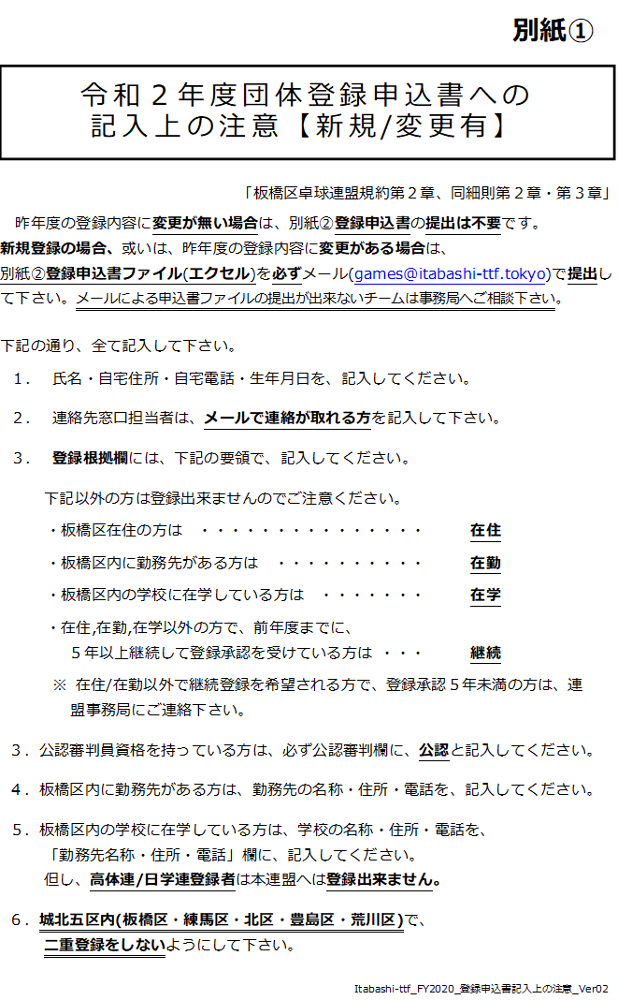 別紙①
令和２年度団体登録申込書への
記入上の注意【新規/変更有】
「板橋区卓球連盟規約第２章、同細則第２章・第３章」
昨年度の登録内容に変更が無い場合は、別紙②登録申込書の提出は不要です。
新規登録の場合、或いは、昨年度の登録内容に変更がある場合は、
別紙②登録申込書ファイル(エクセル)を必ずメール(games@itabashi-ttf.tokyo)で提出し
て下さい。メールによる申込書ファイルの提出が出来ないチームは事務局へご相談下さい。
下記の通り、全て記入して下さい。
１． 氏名・自宅住所・自宅電話・生年月日を、記入してください。
２． 連絡先窓口担当者は、メールで連絡が取れる方を記入して下さい。
３． 登録根拠欄には、下記の要領で、記入してください。
下記以外の方は登録出来ませんのでご注意ください。
・板橋区在住の方は ・・・・・・・・・・・・・・・ 在住
・板橋区内に勤務先がある方は ・・・・・・・・・・ 在勤
・板橋区内の学校に在学している方は ・・・・・・・ 在学
・在住,在勤,在学以外の方で、前年度までに、
５年以上継続して登録承認を受けている方は ・・・ 継続
※ 在住/在勤以外で継続登録を希望される方で、登録承認５年未満の方は、連
盟事務局にご連絡下さい。
３．公認審判員資格を持っている方は、必ず公認審判欄に、公認と記入してください。
４．板橋区内に勤務先がある方は、勤務先の名称・住所・電話を、記入してください。
５．板橋区内の学校に在学している方は、学校の名称・住所・電話を、
「勤務先名称・住所・電話」欄に、記入してください。
但し、高体連/日学連登録者は本連盟へは登録出来ません。
６．城北五区内(板橋区・練馬区・北区・豊島区・荒川区)で、
二重登録をしないようにして下さい。
Itabashi-ttf_FY2020_登録申込書記入上の注意_Ver02